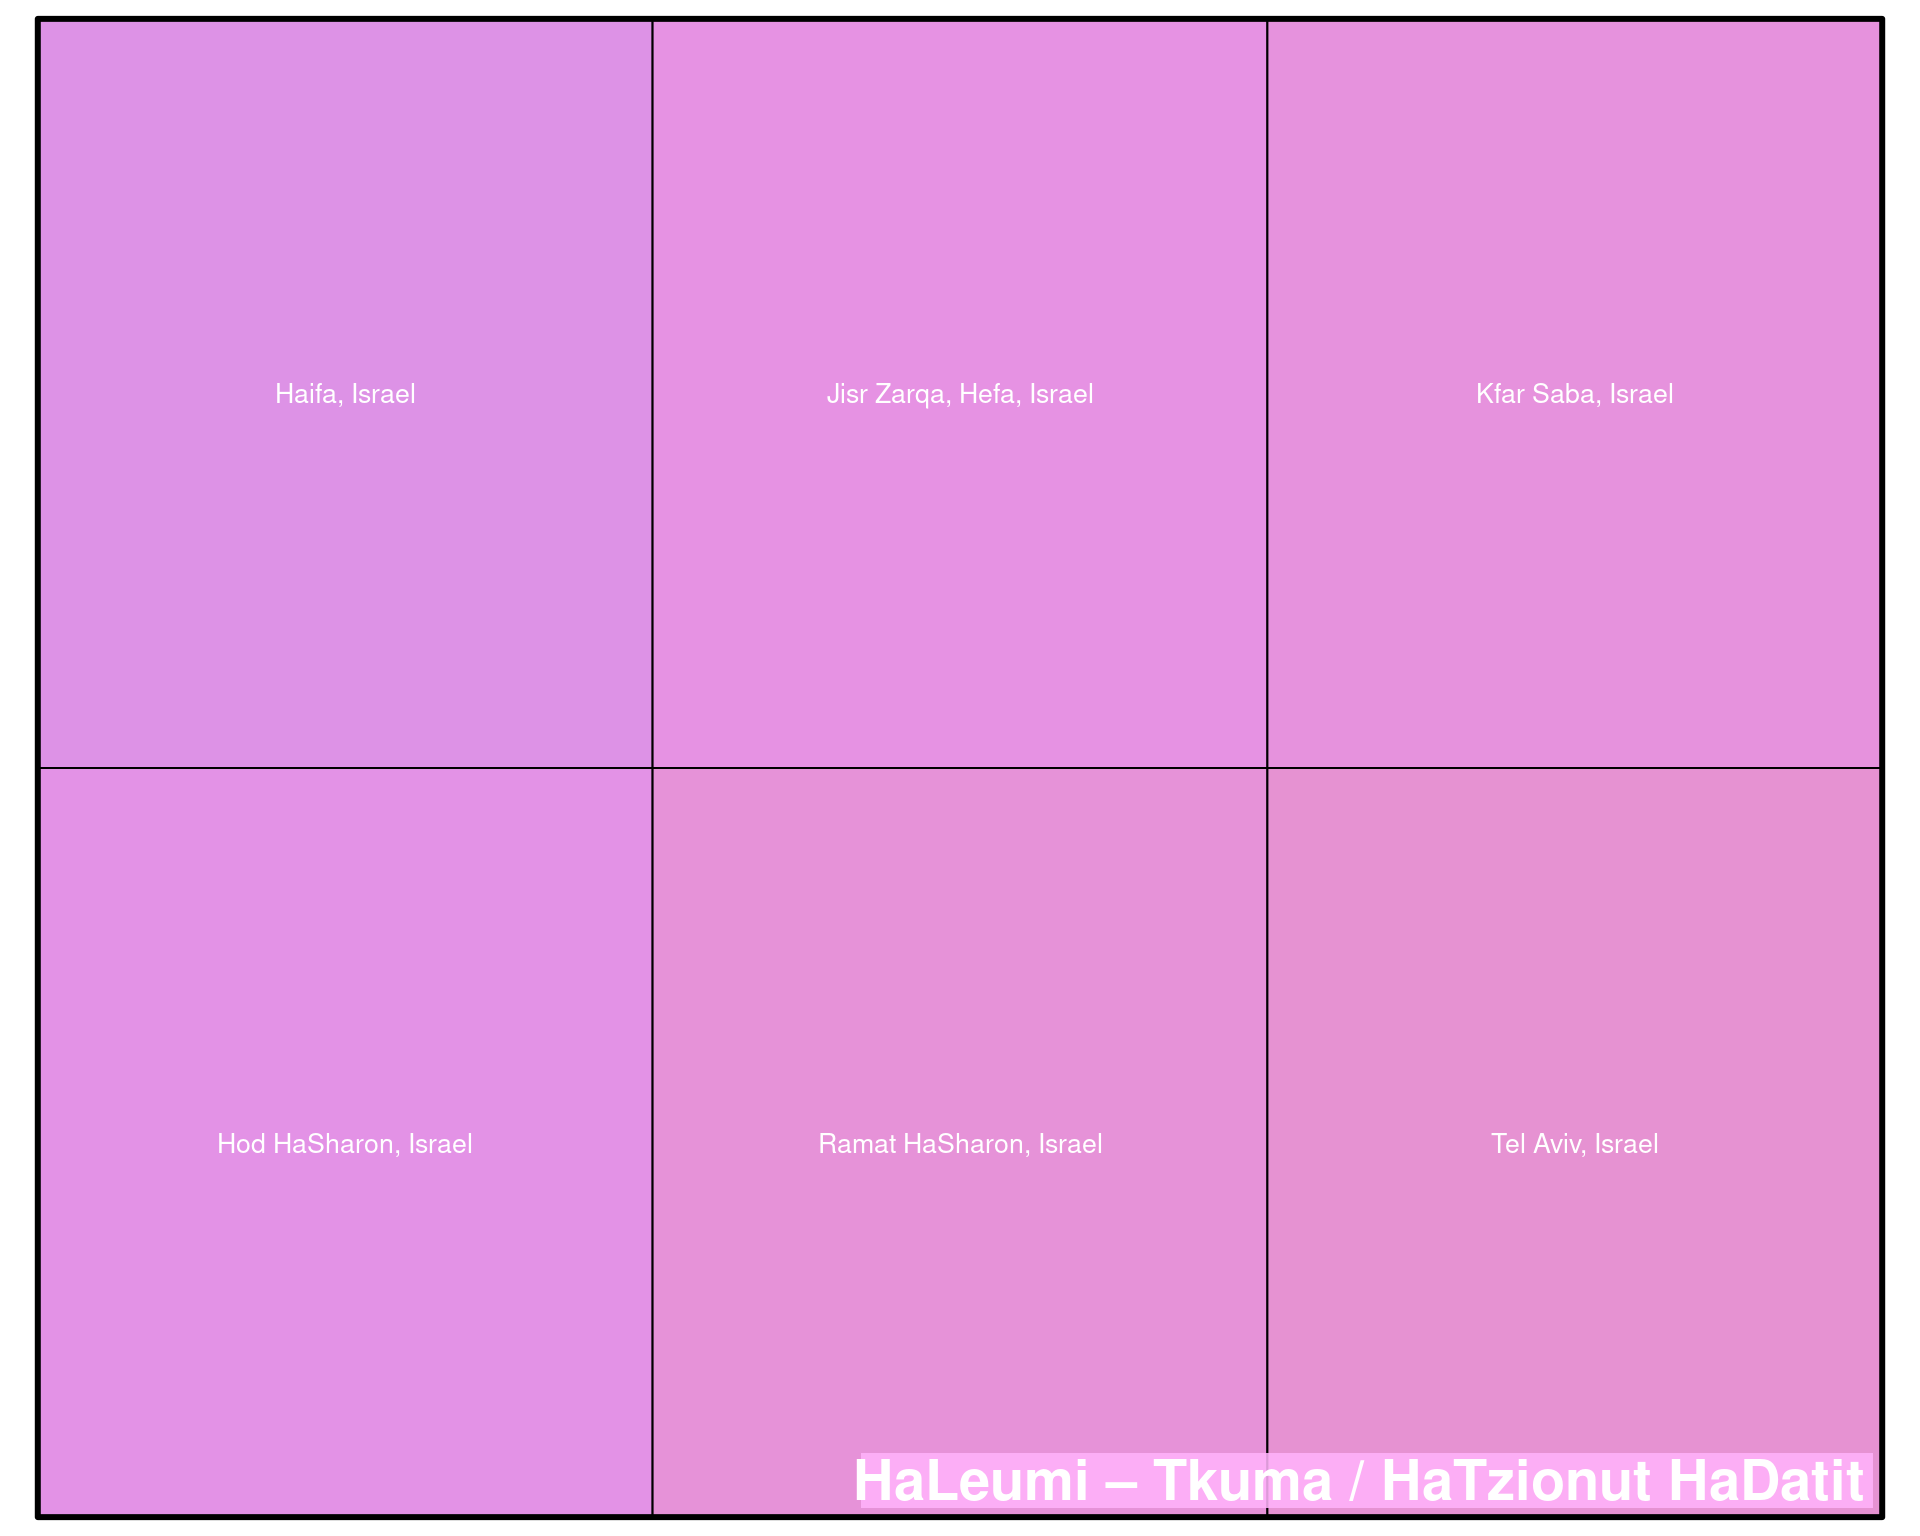 Haifa, Israel
Jisr Zarqa, Hefa, Israel
Kfar Saba, Israel
Hod HaSharon, Israel
Ramat HaSharon, Israel
Tel Aviv, Israel
HaLeumi – Tkuma / HaTzionut HaDatit